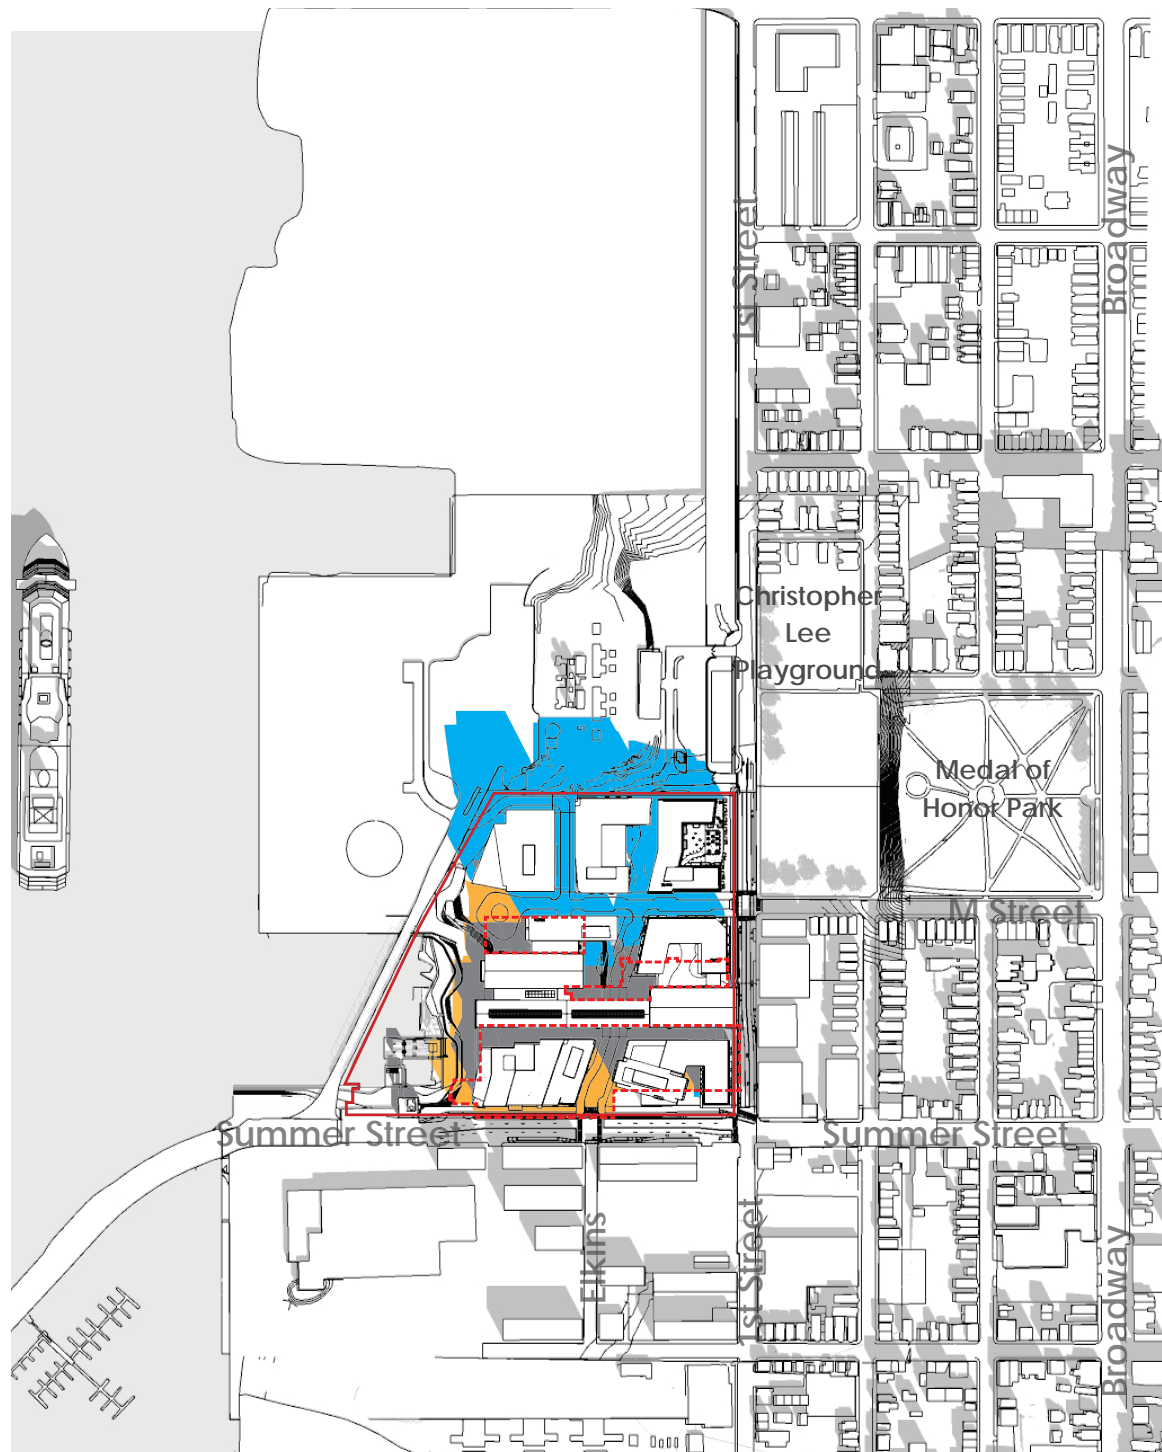 1st Street
Broadway
Christopher
Lee
Playground
Medal of
Honor Park
M Street
Summer Street
Summer Street
Elkins
1st Street
Broadway